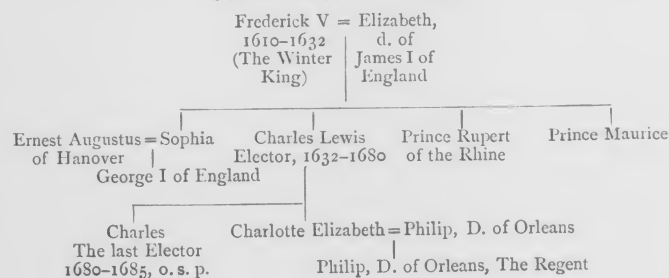 Frederick V = Elizabeth,
1610–1632 d. of
(The Winter James I of
King) England
Ernest Augustus = Sophia Charles Lewis Prince Rupert Prince Maurice
of Hanover Elector, 1632–1680 of the Rhine
George I of England
Charles Charlotte Elizabeth = Philip, D. of Orleans
The last Elector
1680–1685, o. s. p. Philip, D. of Orleans, The Regent